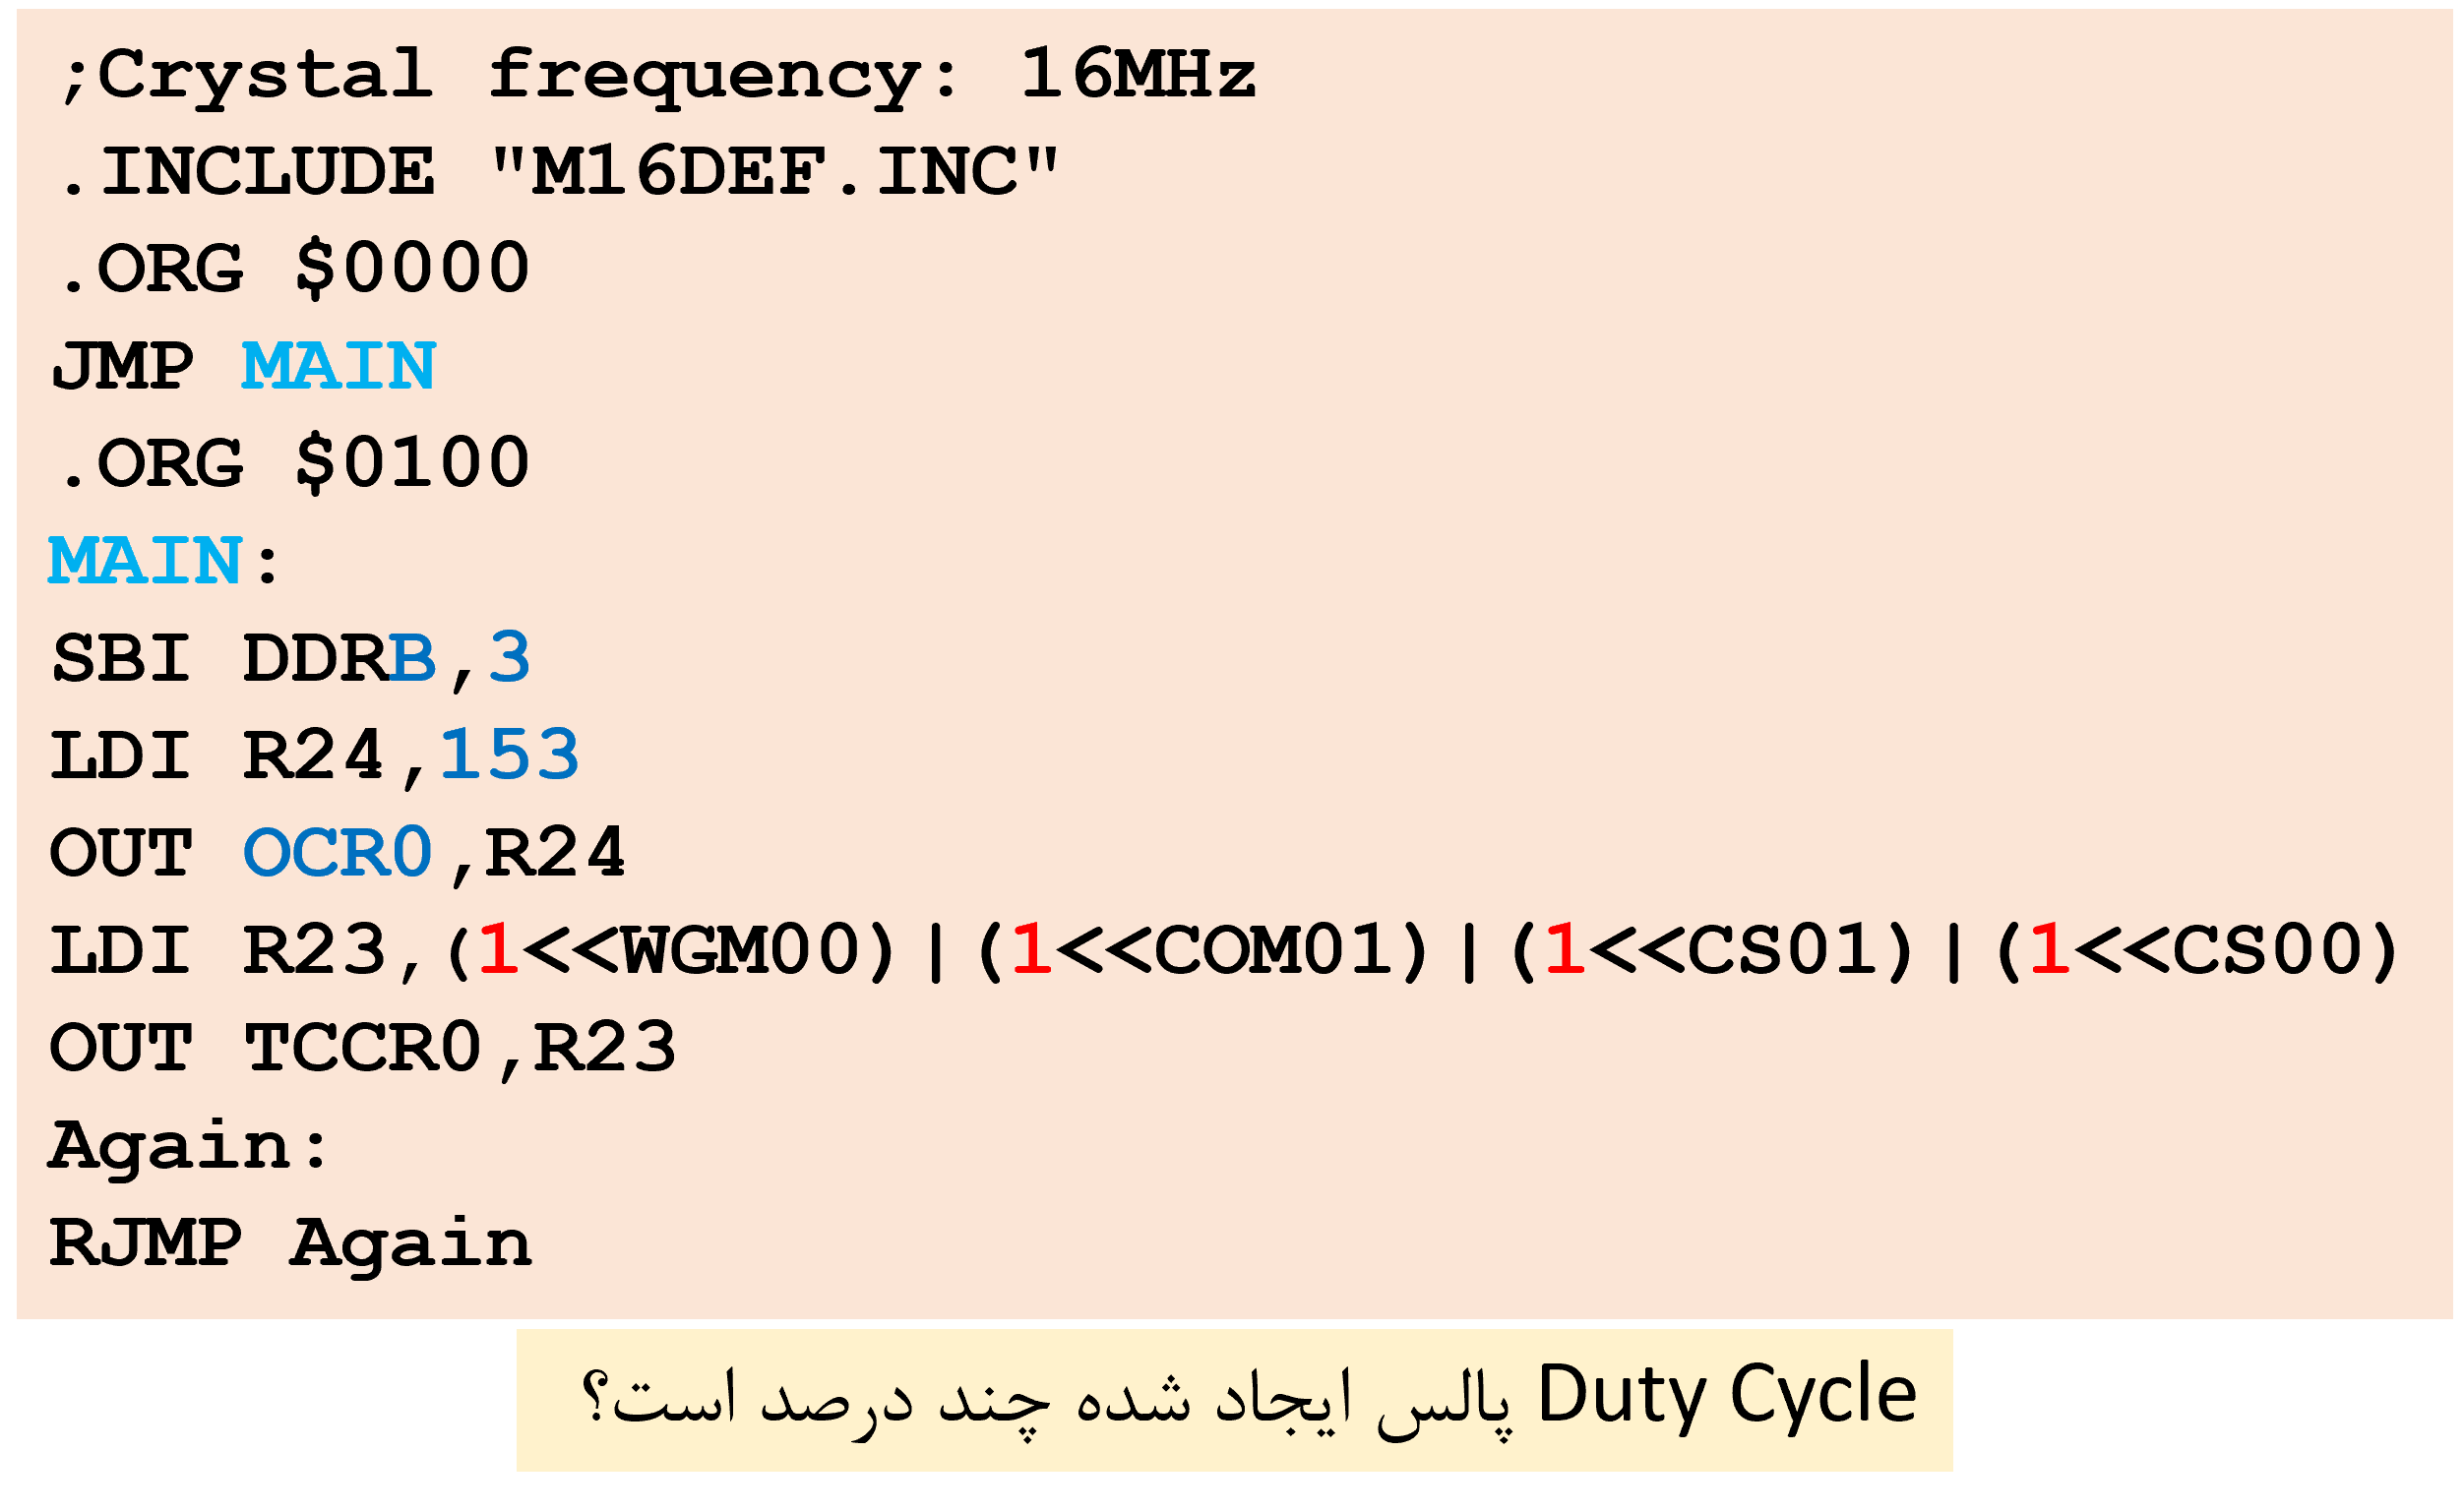 ;Crystal frequency: 16MHz
.INCLUDE "M16DEF.INC"
.ORG $0000
JMP MAIN
.ORG $0100
MAIN:
SBI DDRB,3
LDI R24,153
OUT OCR0,R24
LDI R23,(1<<WGM00)|(1<<COM01)|(1<<CS01)|(1<<CS00)
OUT TCCR0,R23
Again:
RJMP Again
Duty Cycle پالس ایجاد شده چند درصد است؟